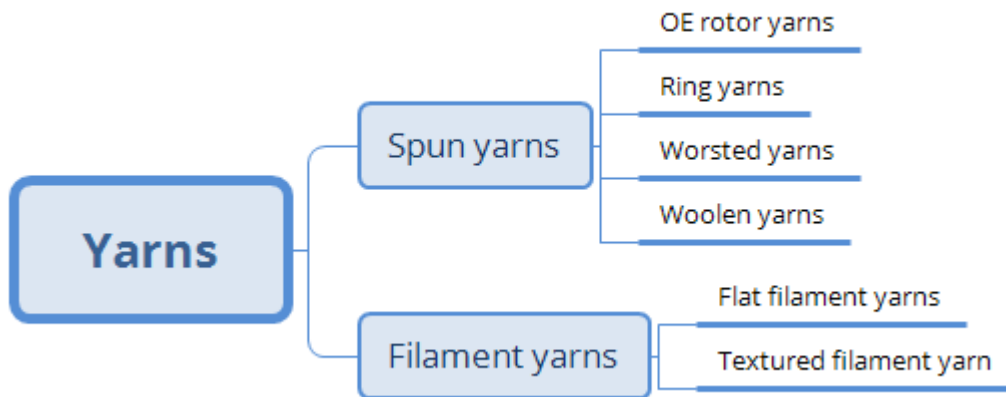 Yarns
Spun yarns
OE rotor yarns
Ring yarns
Worsted yarns
Woolen yarns
Filament yarns
Flat filament yarns
Textured filament yarn